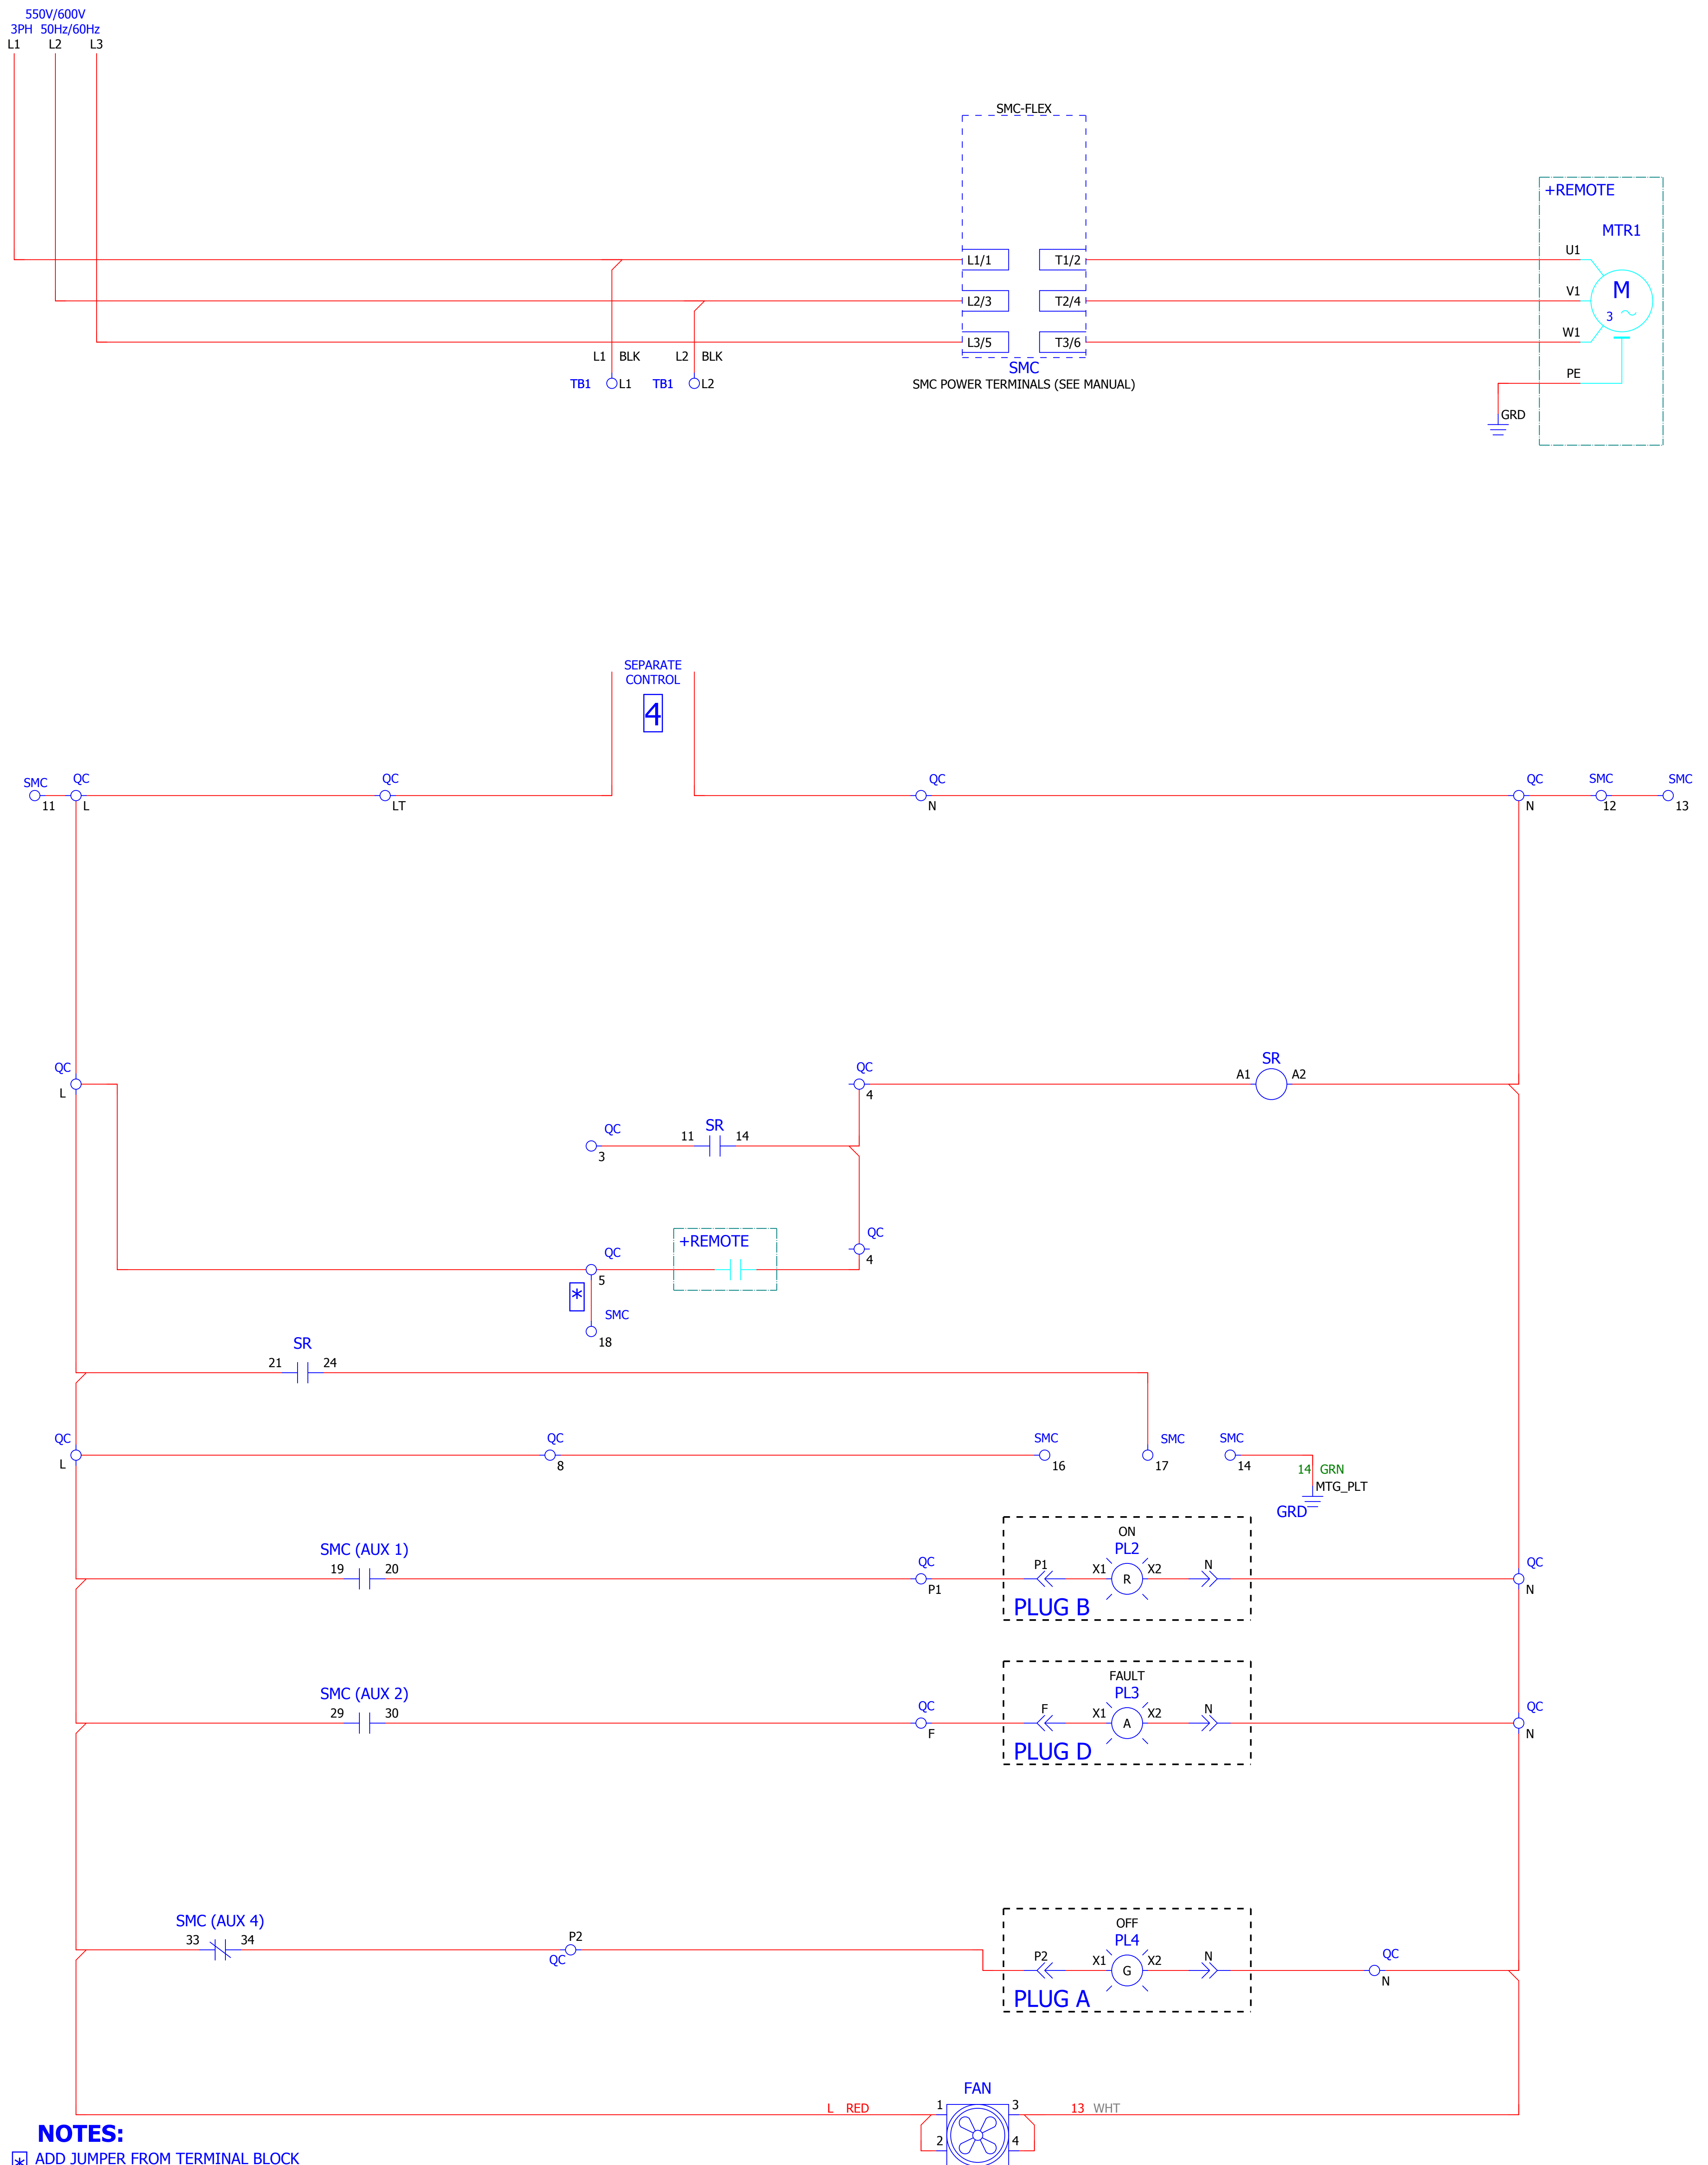 550V/600V
3PH 50Hz/60Hz
L1 L2 L3
SMC-FLEX
+REMOTE
MTR1
U1
L1/1 T1/2
M
3
V1
L2/3 T2/4
W1
L3/5 T3/6
L1 BLK L2 BLK
SMC
SMC POWER TERMINALS (SEE MANUAL)
TB1 L1 TB1 L2
PE
GRD
SEPARATE
CONTROL
4
SMC QC QC QC QC SMC SMC
11 L LT N N 12 13
QC QC SR
A1 A2
L 4
QC SR
11 14
3
QC
+REMOTE
QC
4
5
*
SMC
18
SR
21 24
QC QC SMC SMC SMC
L 8 16 17 14
14 GRN
MTG_PLT
GRD
ON
SMC (AUX 1) PL2
19 20 QC P1 X1 R X2 N QC
P1 N
PLUG B
FAULT
SMC (AUX 2) PL3
29 30 QC F X1 A X2 N QC
F N
PLUG D
SMC (AUX 4) OFF
33 34 P2 PL4
QC P2 X1 G X2 N QC
N
PLUG A
FAN
L RED 1 3 13 WHT
2 4
NOTES:
* ADD JUMPER FROM TERMINAL BLOCK